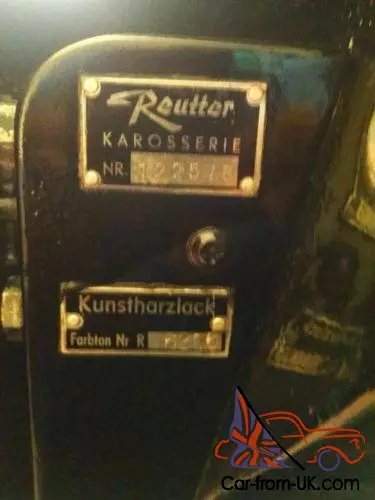 Reutter
KAROSSERIE
NR.
Kunstharzlack
Farbton Nr R
Car-from-UK.com